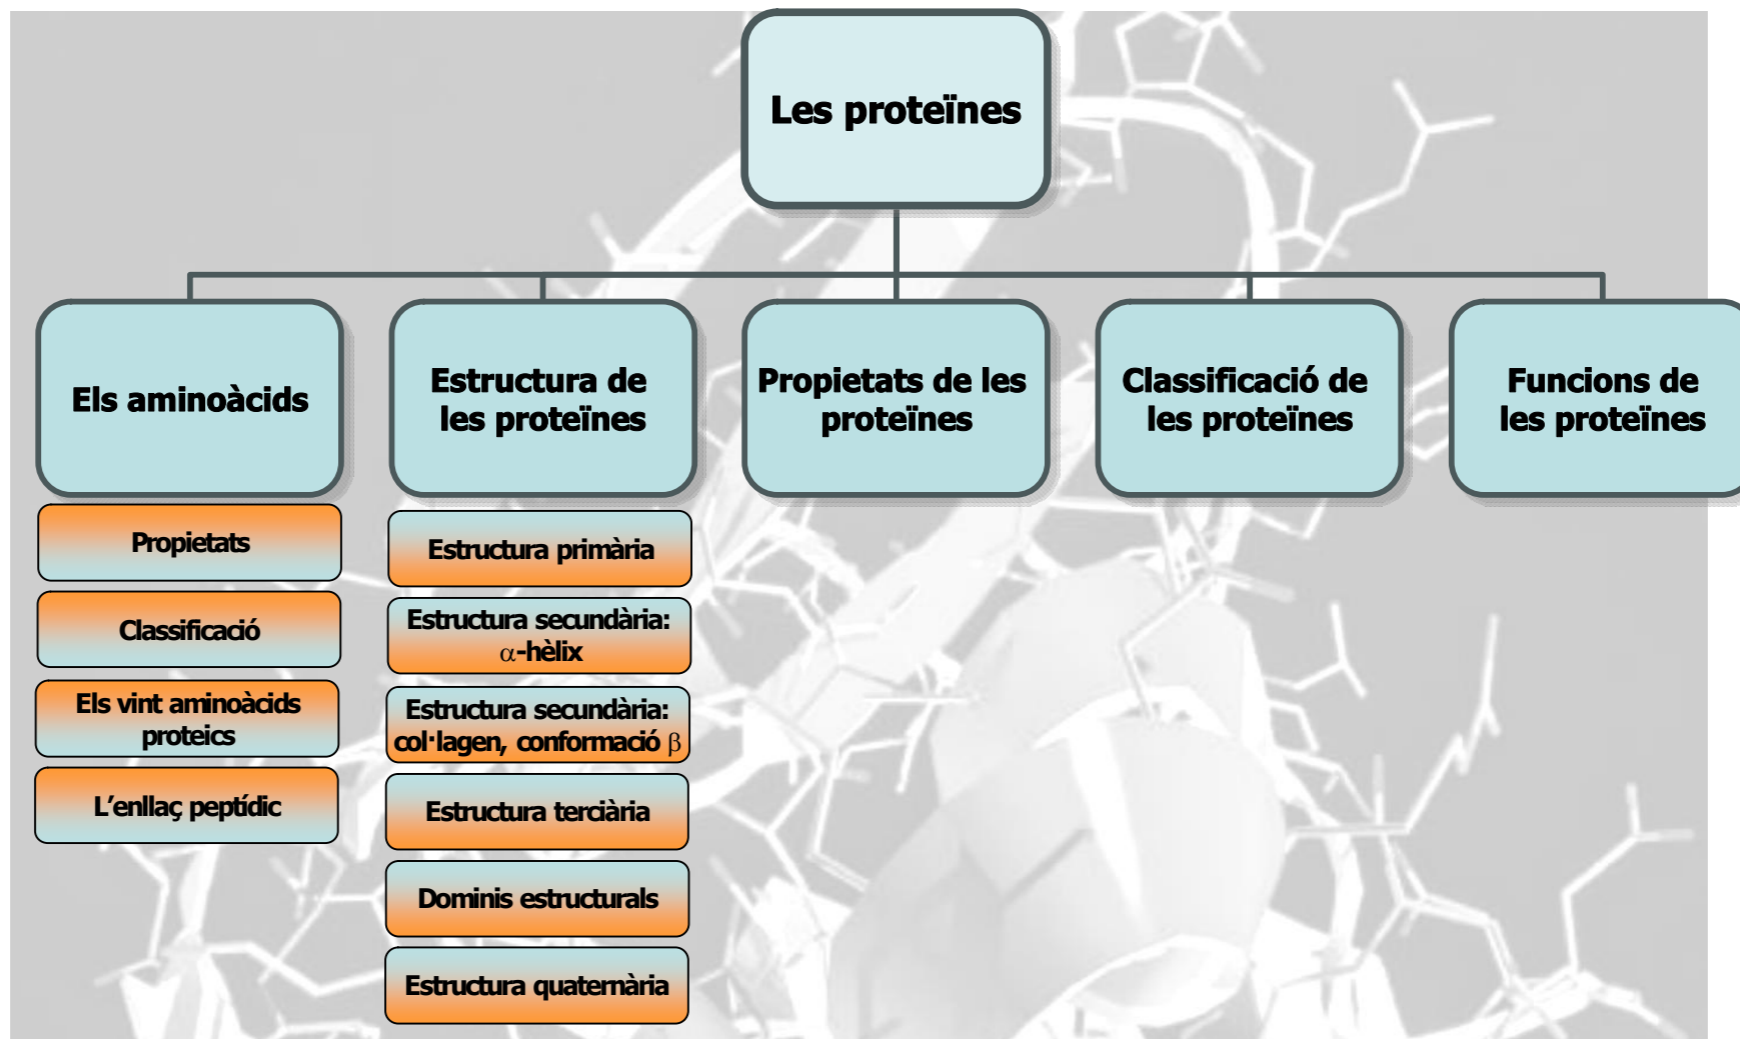 Les proteïnes
Els aminoàcids
Estructura de
les proteïnes
Propietats de les
proteïnes
Classificació de
les proteïnes
Funcions de
les proteïnes
Propietats
Classificació
Els vint aminoàcids
proteics
L’enllaç peptídic
Estructura primària
Estructura secundària:
α-hèlix
Estructura secundària:
col·lagen, conformació β
Estructura terciària
Dominis estructurals
Estructura quaternària